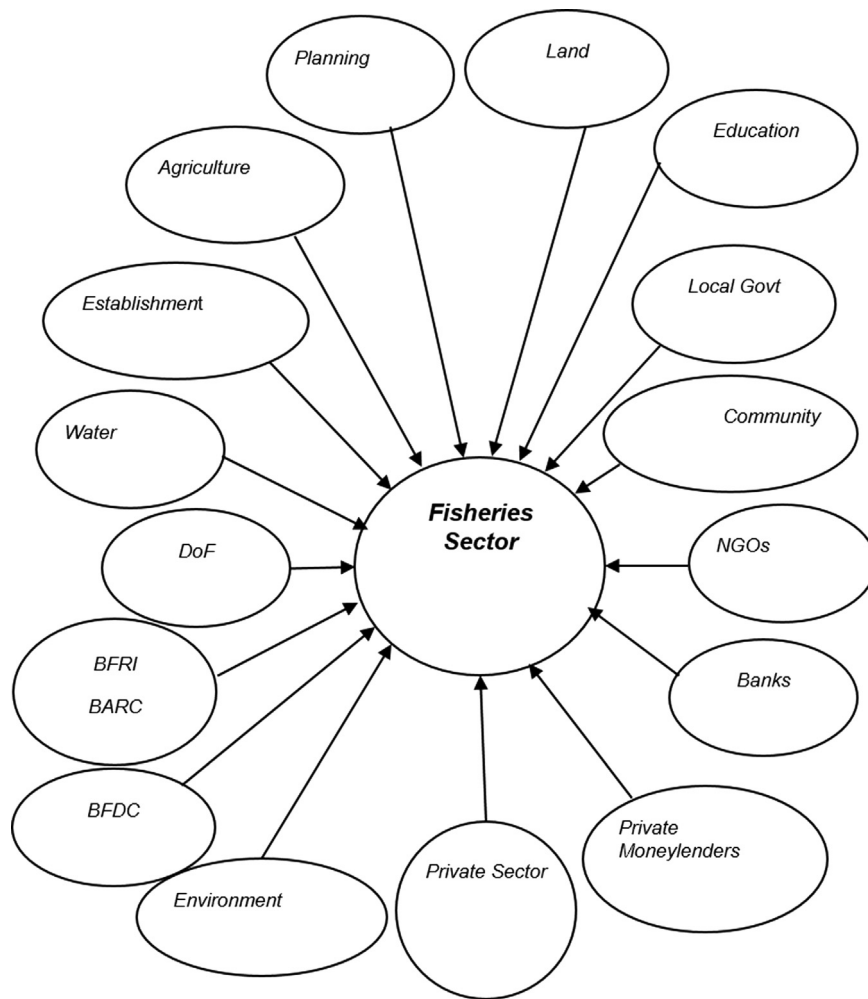 Planning
Land
Education
Agriculture
Local Govt
Establishment
Community
Water
Fisheries
Sector
DoF
NGOs
BFRI
BARC
Banks
BFDC
Private
Moneylenders
Private Sector
Environment